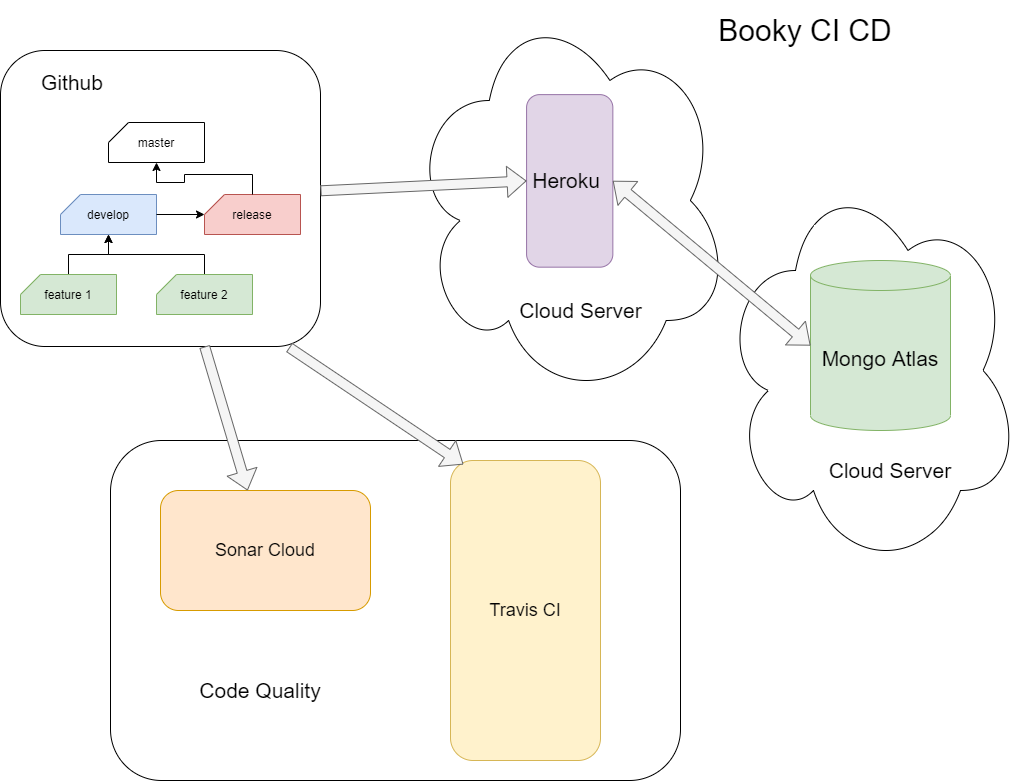 Booky CI CD
Github
master
develop
release
feature 1
feature 2
Heroku
Cloud Server
Mongo Atlas
Cloud Server
Sonar Cloud
Travis CI
Code Quality